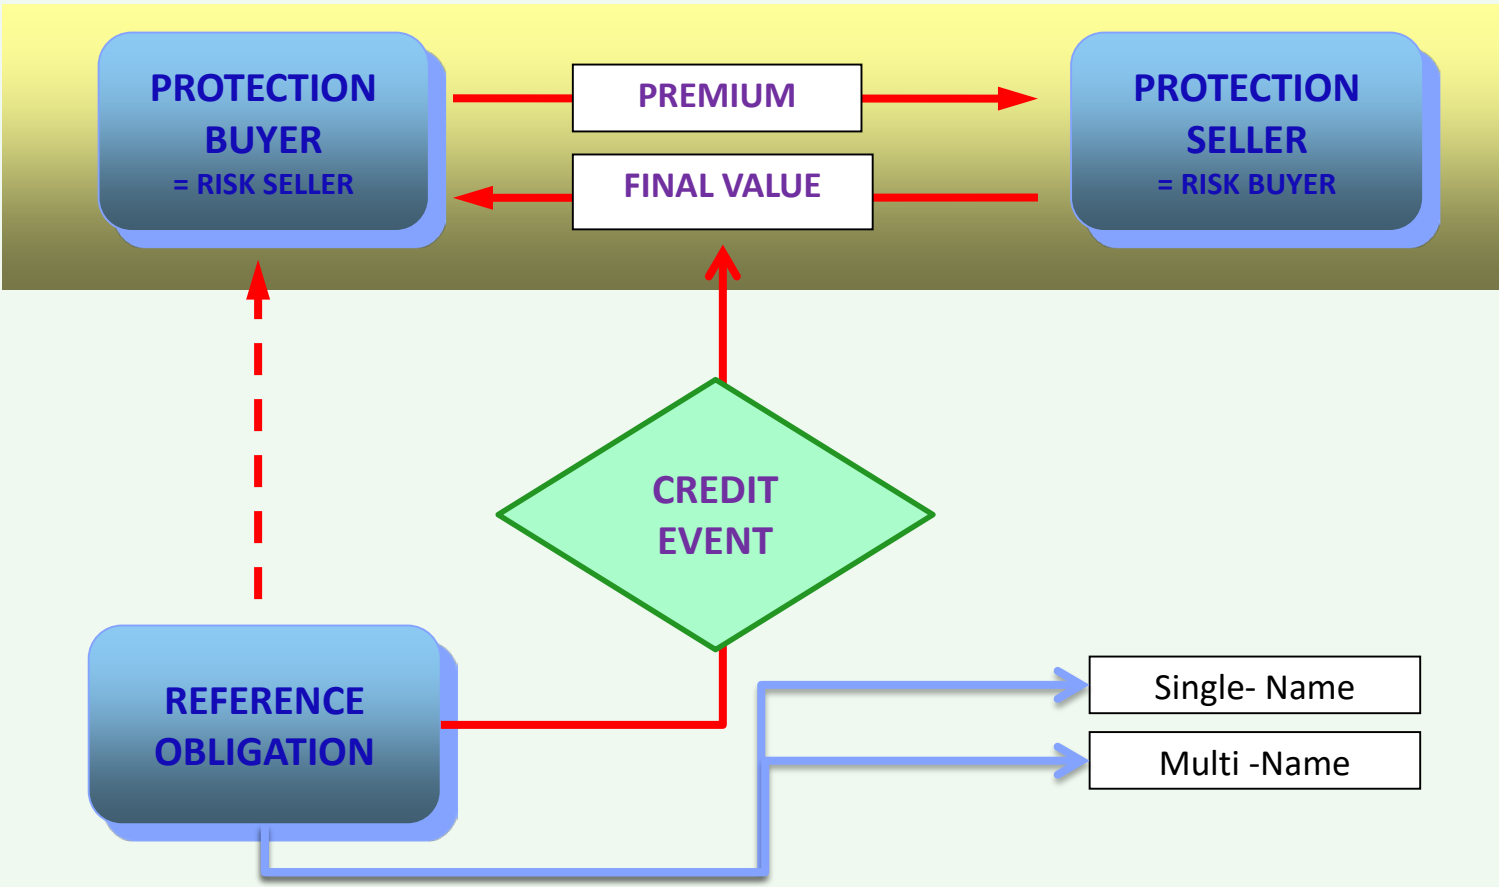 PROTECTION
BUYER
= RISK SELLER
PREMIUM
FINAL VALUE
PROTECTION
SELLER
= RISK BUYER
CREDIT
EVENT
REFERENCE
OBLIGATION
Single- Name
Multi -Name